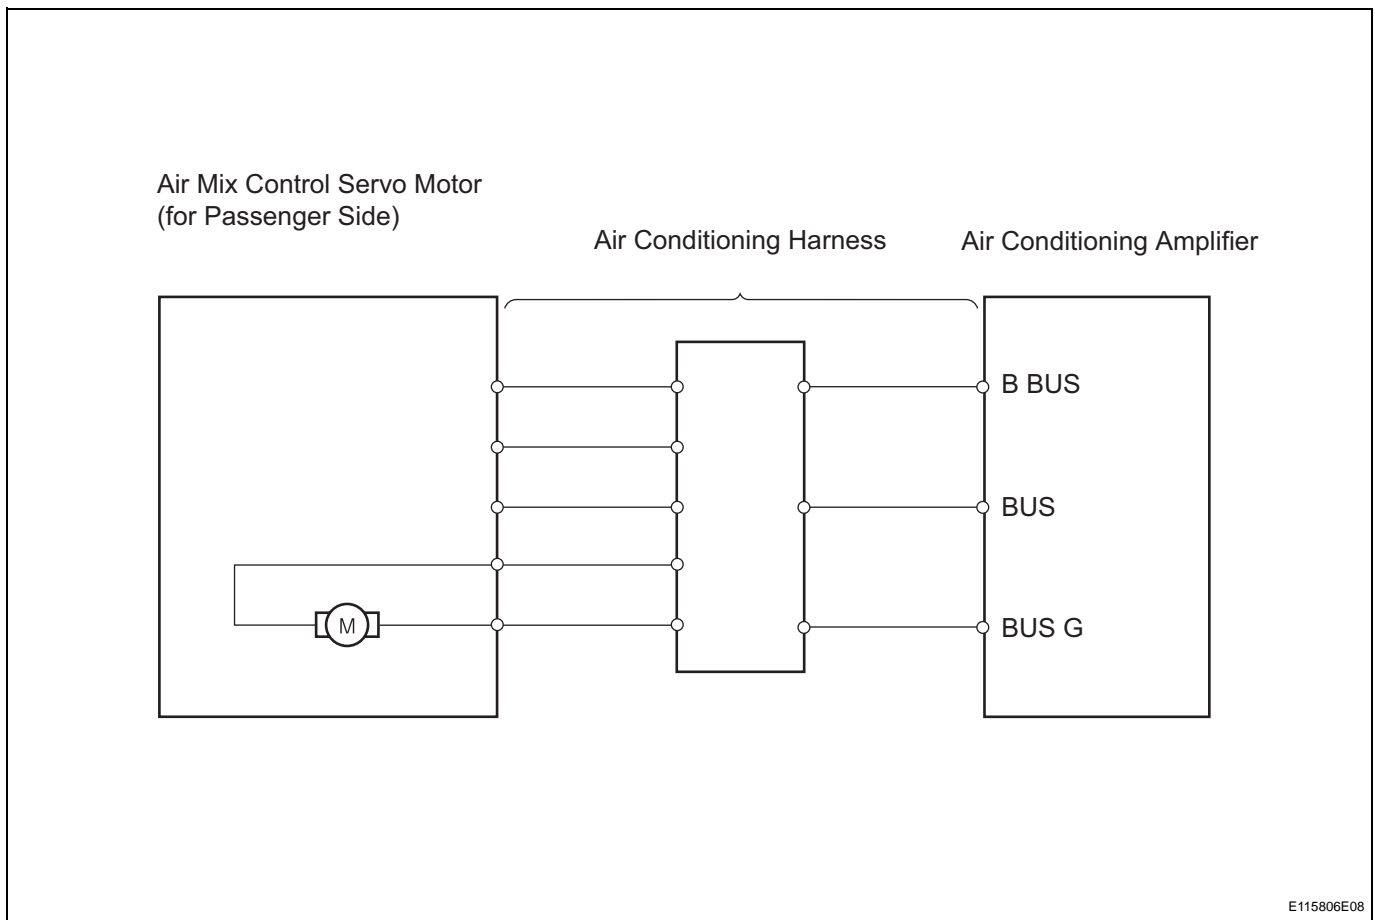 Air Mix Control Servo Motor
(for Passenger Side)
Air Conditioning Harness
Air Conditioning Amplifier
B BUS
BUS
M
BUS G
E115806E08